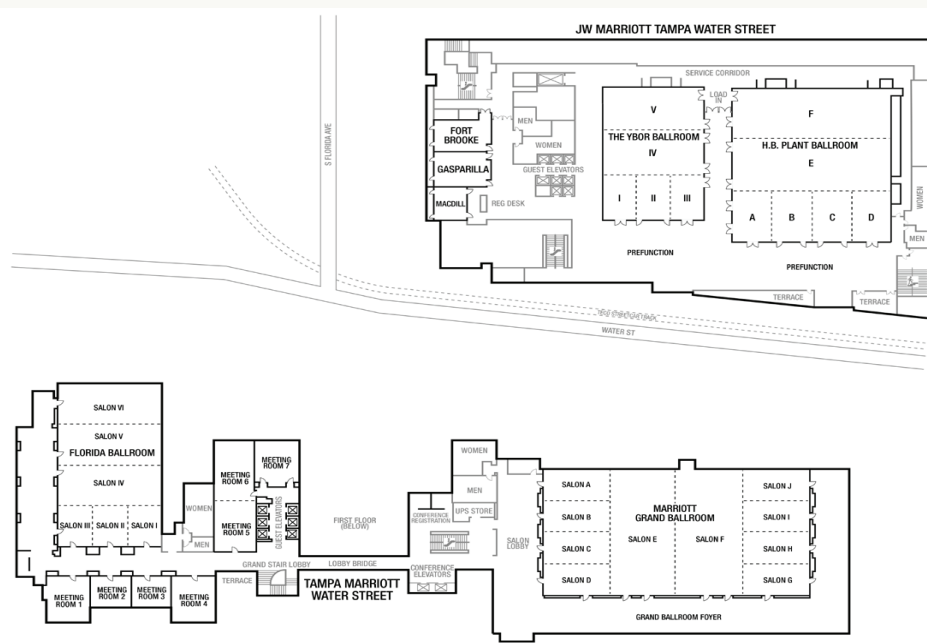 JW MARRIOTT TAMPA WATER STREET
SERVICE CORRIDOR
LOAD
IN
V
F
MEN
FORT
BROOKE
THE YBOR BALLROOM
H.B. PLANT BALLROOM
WOMEN
IV
E
GASPARILLA
GUEST ELEVATORS
S FLORIDA AVE
WOMEN
MACDILL
REG DESK
I
II
III
A
B
C
D
MEN
PREFUNCTION
PREFUNCTION
TERRACE
TERRACE
WATER ST
SALON VI
SALON V
FLORIDA BALLROOM
SALON IV
SALON III
SALON II
SALON I
WOMEN
MEN
MEETING
ROOM 6
MEETING
ROOM 7
MEETING
ROOM 5
GUEST ELEVATORS
FIRST FLOOR
(BELOW)
WOMEN
MEN
CONFERENCE
REGISTRATION
UPS STORE
SALON
LOBBY
SALON A
SALON J
MARRIOTT
GRAND BALLROOM
SALON B
SALON I
SALON E
SALON F
SALON C
SALON H
SALON D
SALON G
GRAND STAIR LOBBY
LOBBY BRIDGE
CONFERENCE
ELEVATORS
TERRACE
TAMPA MARRIOTT
WATER STREET
MEETING
ROOM 1
MEETING
ROOM 2
MEETING
ROOM 3
MEETING
ROOM 4
GRAND BALLROOM FOYER